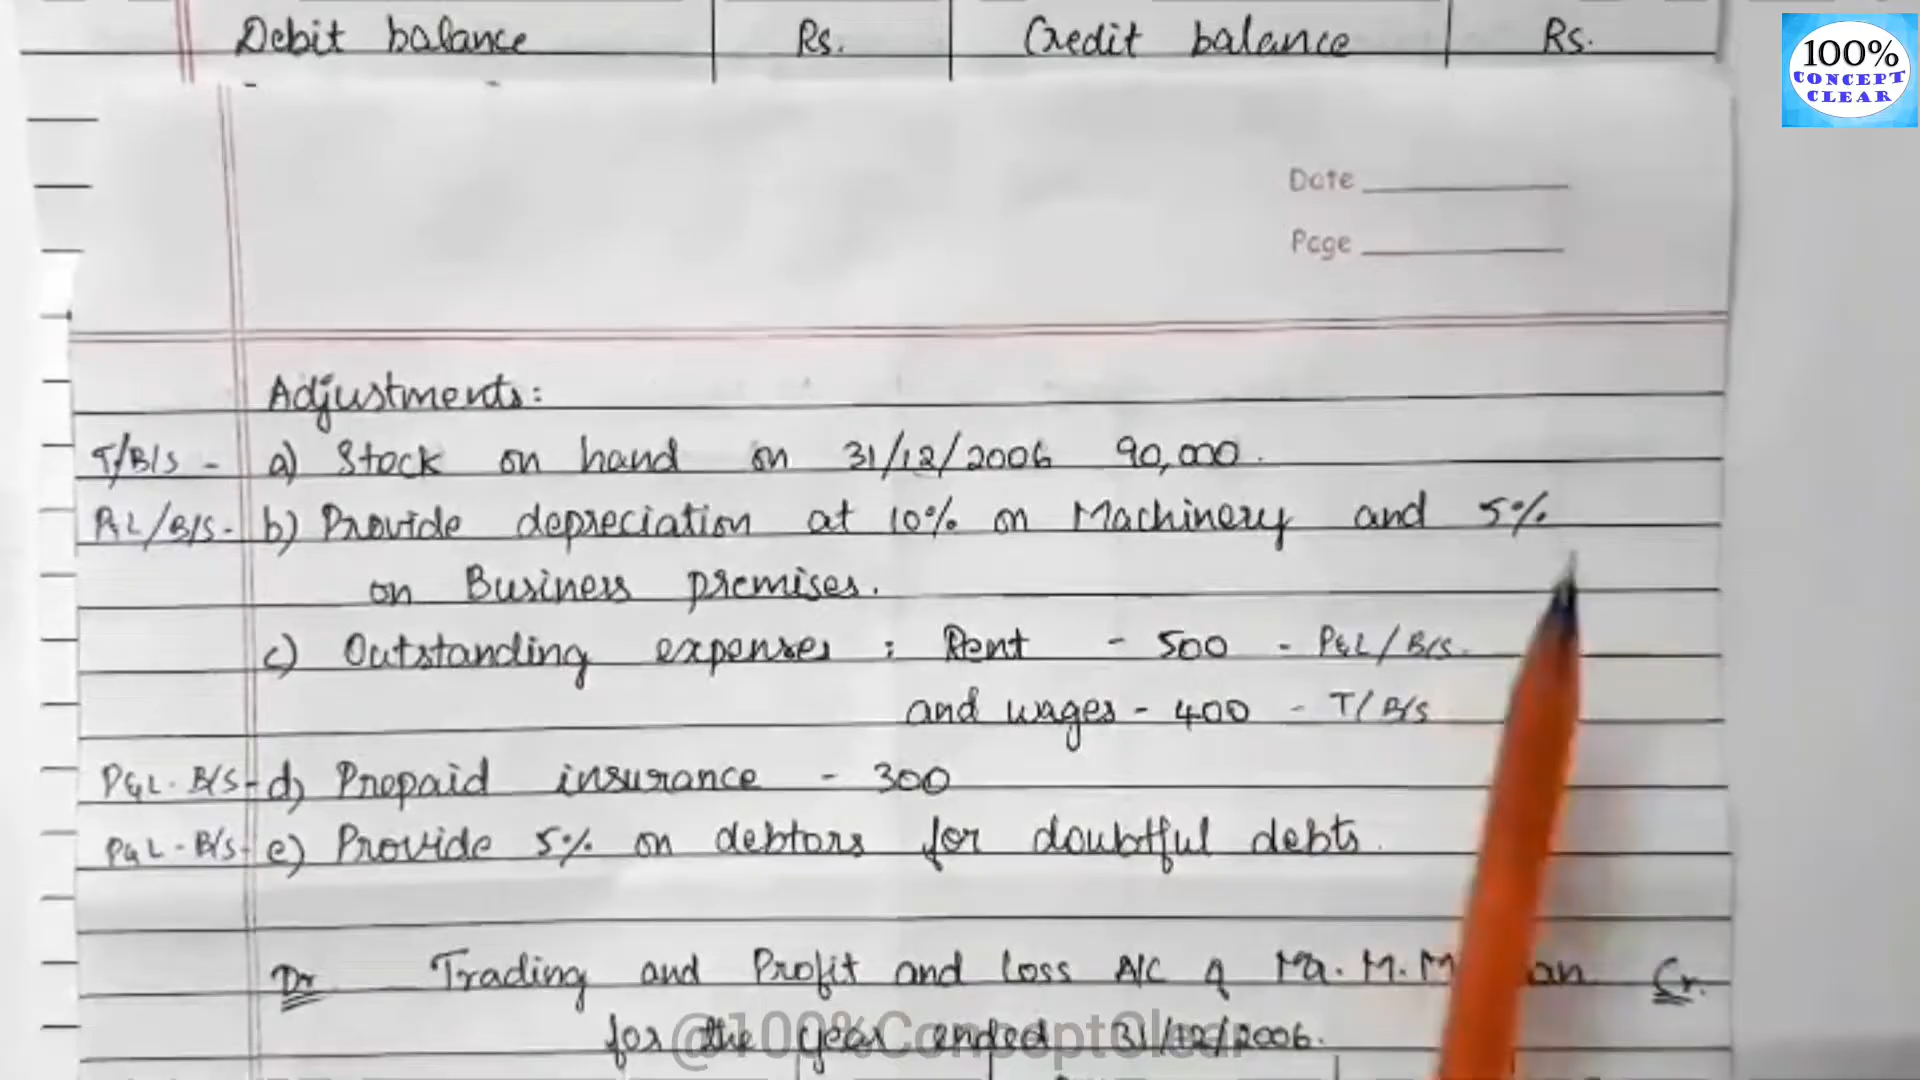 Debit balance Rs. Credit balance Rs.
100%
CONCEPT
CLEAR
Date
Page
Adjustments:
T/B/S - a) Stock on hand on 31/12/2006 90,000.
P&L/B/S - b) Provide depreciation at 10% on Machinery and 5%
on Business premises.
c) Outstanding expenses : Rent - 500 - P&L/B/S.
and wages - 400 - T/B/S
P&L - B/S - d) Prepaid insurance - 300
P&L - B/S - e) Provide 5% on debtors for doubtful debts.
Dr Trading and Profit and Loss A/C of M. Cr.
for the year ended 31/12/2006.
@100%ConceptClear